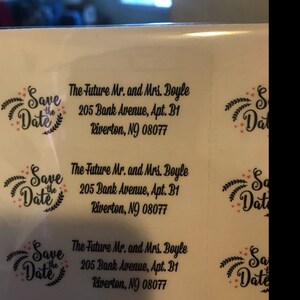 Save
the
Date
The Future Mr. and Mrs. Boyle
205 Bank Avenue, Apt. B1
Riverton, NJ 08077
Save
the
Date
The Future Mr. and Mrs. Boyle
205 Bank Avenue, Apt. B1
Riverton, NJ 08077
Save
the
Date
The Future Mr. and Mrs. Boyle
205 Bank Avenue, Apt. B1
Riverton, NJ 08077